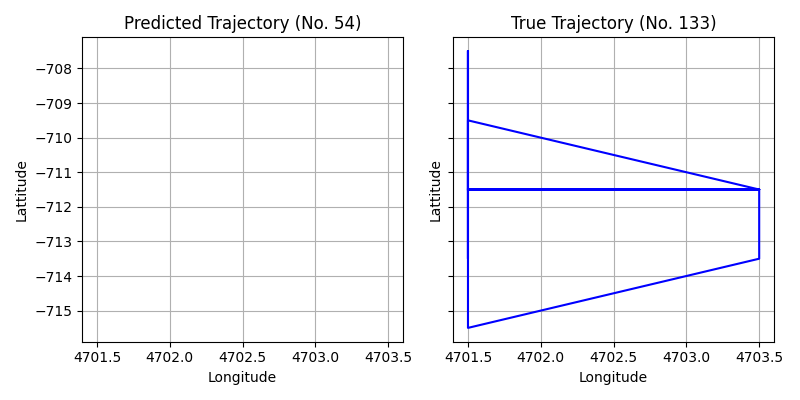 Predicted Trajectory (No. 54)
True Trajectory (No. 133)
Lattitude
−708
−709
−710
−711
−712
−713
−714
−715
4701.5 4702.0 4702.5 4703.0 4703.5
Longitude
Lattitude
4701.5 4702.0 4702.5 4703.0 4703.5
Longitude